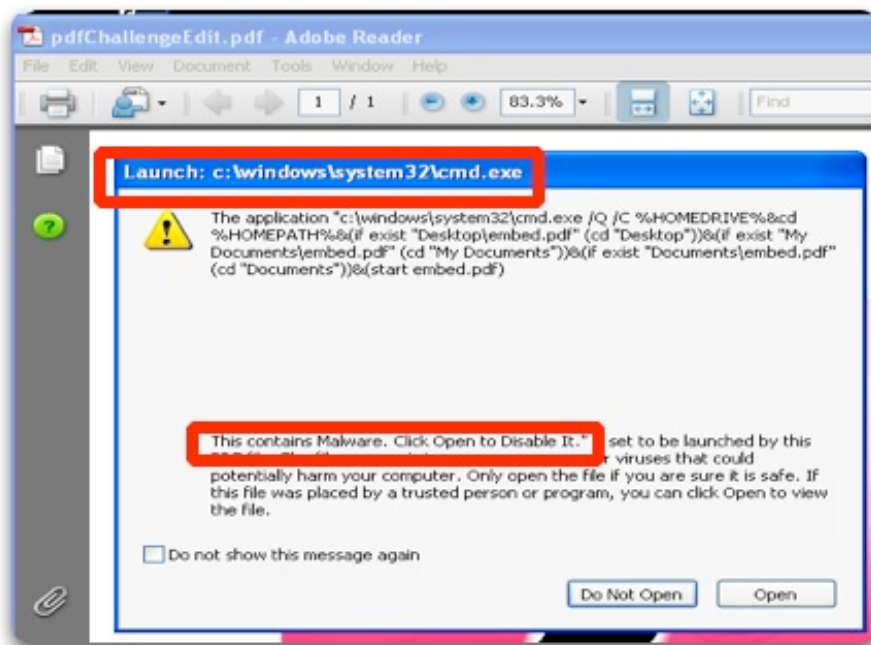 pdfChallengeEdit.pdf - Adobe Reader
File Edit View Document Tools Window Help
1 / 1 83.3% Find
Launch: c:\windows\system32\cmd.exe
The application "c:\windows\system32\cmd.exe /Q /C %HOMEDRIVE%&cd
%HOMEPATH%&(if exist "Desktop\embed.pdf" (cd "Desktop"))&(if exist "My
Documents\embed.pdf" (cd "My Documents"))&(if exist "Documents\embed.pdf"
(cd "Documents"))&(start embed.pdf)
This contains Malware. Click Open to Disable It." set to be launched by this
viruses that could
potentially harm your computer. Only open the file if you are sure it is safe. If
this file was placed by a trusted person or program, you can click Open to view
the file.
Do not show this message again
Do Not Open Open